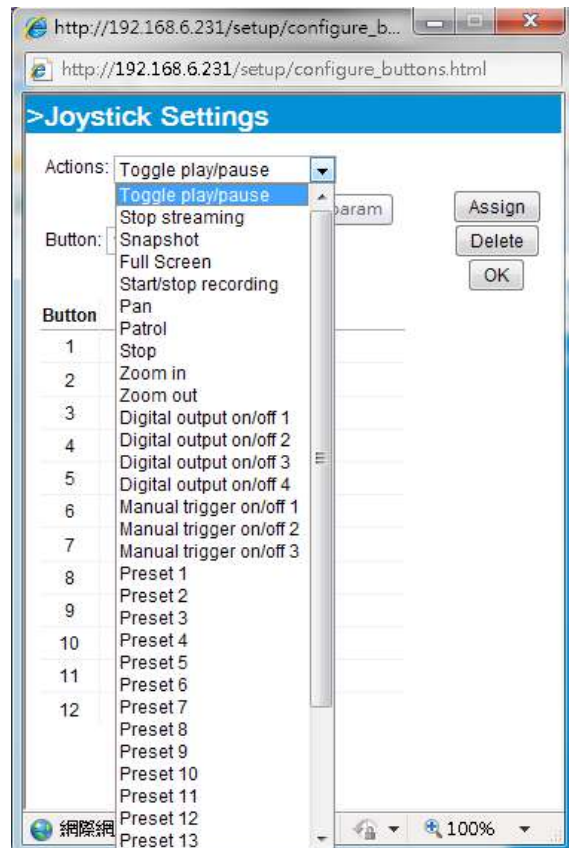 http://192.168.6.231/setup/configure_b...
http://192.168.6.231/setup/configure_buttons.html
>Joystick Settings
Actions: Toggle play/pause
Toggle play/pause
Stop streaming
param
Assign
Button:
Snapshot
Delete
Full Screen
OK
Start/stop recording
Button
Pan
Patrol
1
Stop
2
Zoom in
Zoom out
3
Digital output on/off 1
4
Digital output on/off 2
Digital output on/off 3
5
Digital output on/off 4
6
Manual trigger on/off 1
Manual trigger on/off 2
7
Manual trigger on/off 3
8
Preset 1
Preset 2
9
Preset 3
10
Preset 4
Preset 5
11
Preset 6
12
Preset 7
Preset 8
Preset 9
Preset 10
Preset 11
Preset 12
網際網
100%
Preset 13